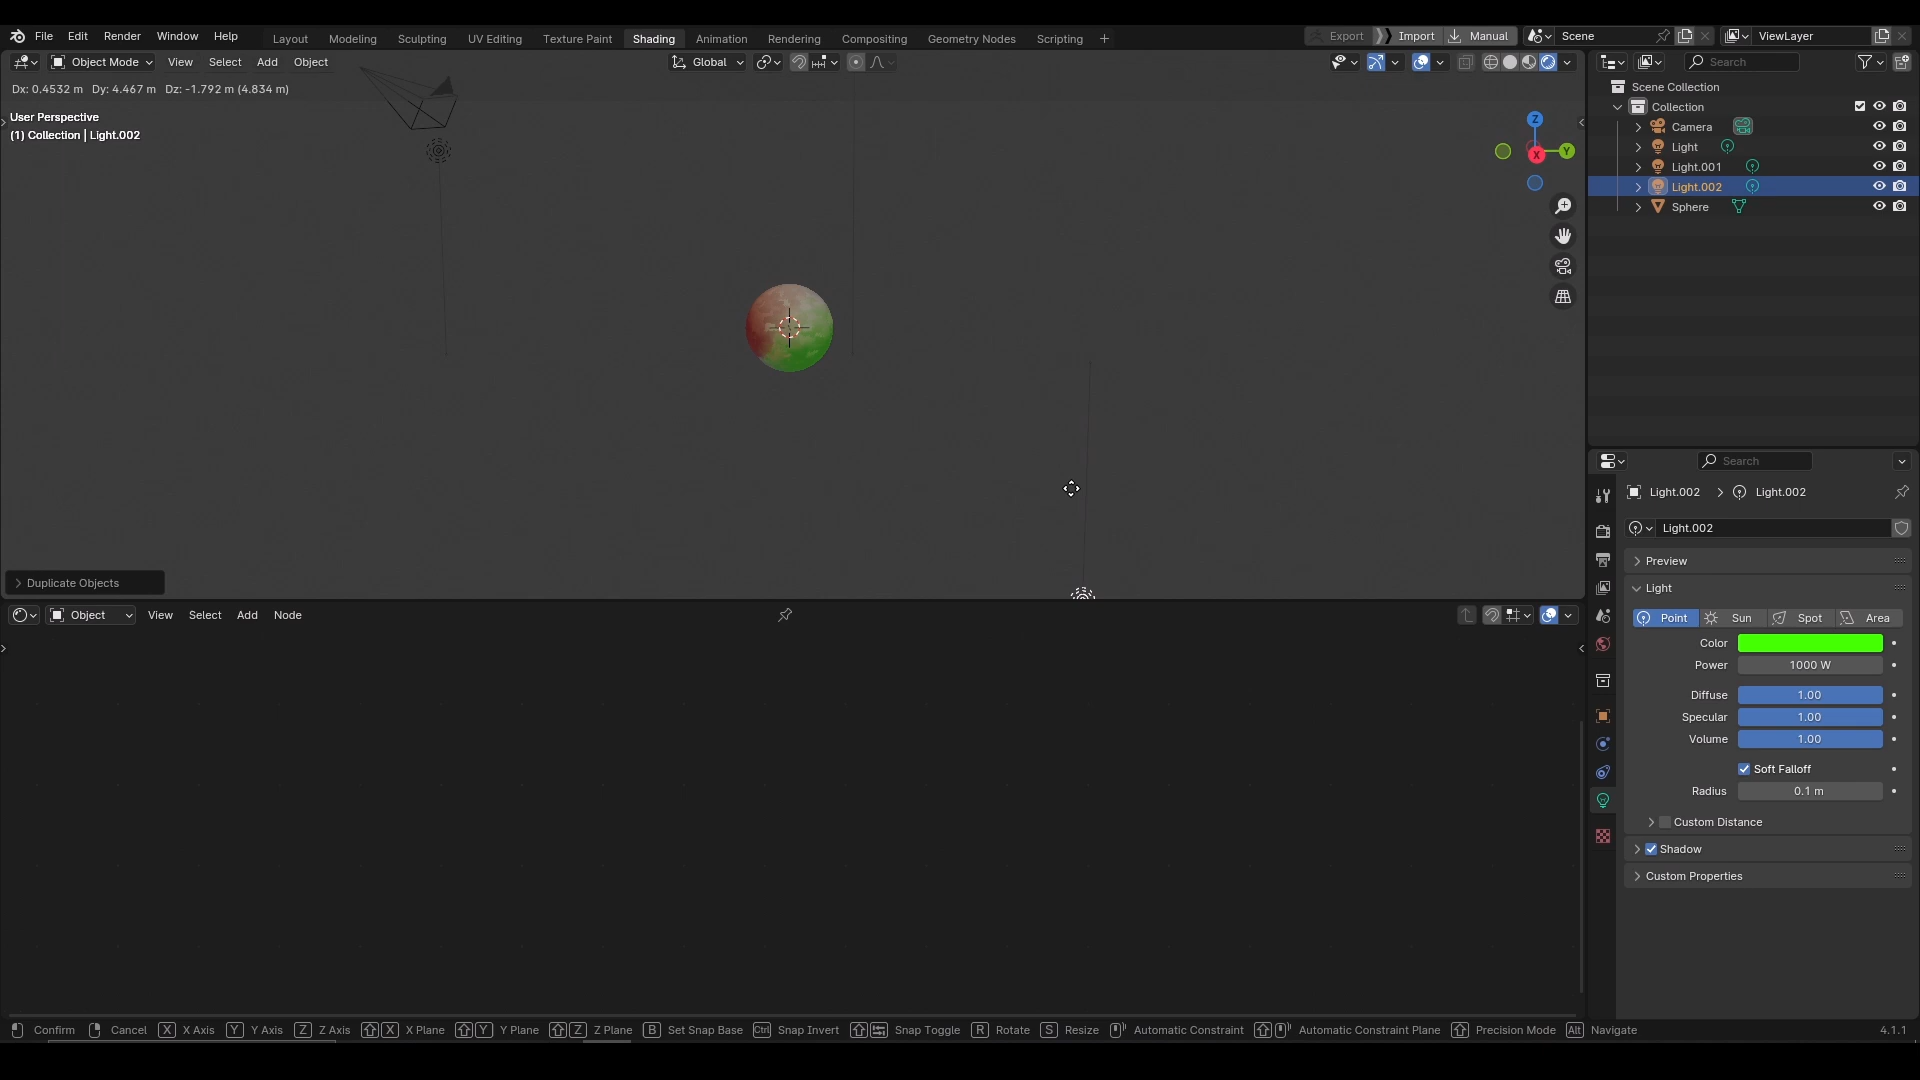 File Edit Render Window Help Layout Modeling Sculpting UV Editing Texture Paint Shading Animation Rendering Compositing Geometry Nodes Scripting + Export Import Manual Scene ViewLayer
Object Mode View Select Add Object Global Search
Dx: 0.4532 m Dy: 4.467 m Dz: -1.792 m (4.834 m)
User Perspective
(1) Collection | Light.002
Z
Y
X
Scene Collection
Collection
Camera
Light
Light.001
Light.002
Sphere
Search
Light.002 Light.002
Light.002
Preview
Light
Point Sun Spot Area
Color
Power 1000 W
Diffuse 1.00
Specular 1.00
Volume 1.00
Soft Falloff
Radius 0.1 m
Custom Distance
Shadow
Custom Properties
Duplicate Objects
Object View Select Add Node
Confirm Cancel X X Axis Y Y Axis Z Z Axis X X Plane Y Y Plane Z Z Plane B Set Snap Base Ctrl Snap Invert Snap Toggle R Rotate S Resize Automatic Constraint Automatic Constraint Plane Precision Mode Alt Navigate 4.1.1